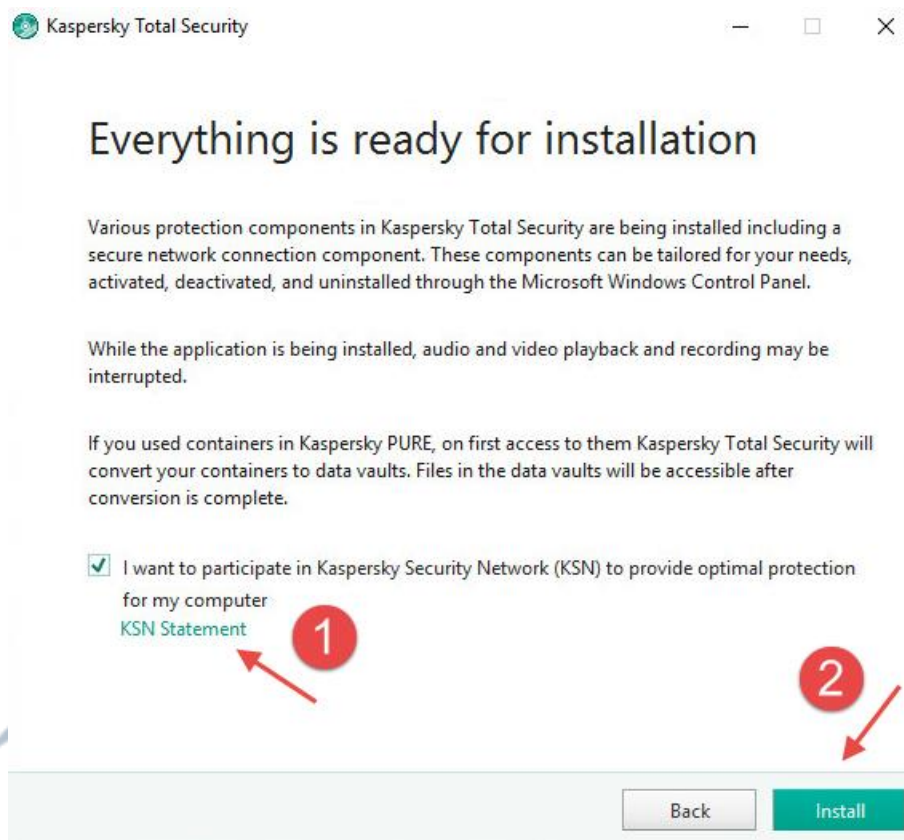 Kaspersky Total Security
Everything is ready for installation
Various protection components in Kaspersky Total Security are being installed including a
secure network connection component. These components can be tailored for your needs,
activated, deactivated, and uninstalled through the Microsoft Windows Control Panel.
While the application is being installed, audio and video playback and recording may be
interrupted.
If you used containers in Kaspersky PURE, on first access to them Kaspersky Total Security will
convert your containers to data vaults. Files in the data vaults will be accessible after
conversion is complete.
I want to participate in Kaspersky Security Network (KSN) to provide optimal protection
for my computer
KSN Statement
1
2
Back
Install